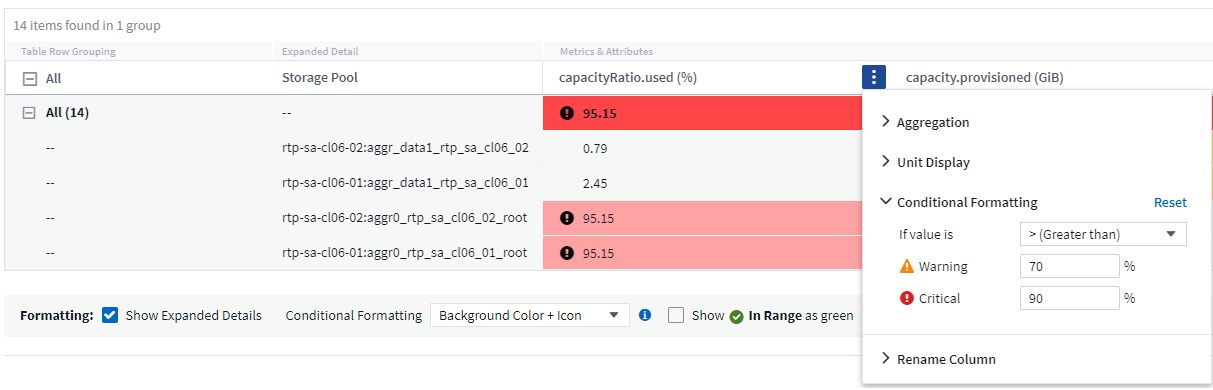 14 items found in 1 group
Table Row Grouping Expanded Detail Metrics & Attributes
All Storage Pool capacityRatio.used (%) capacity.provisioned (GiB)
All (14) -- 95.15
Aggregation
-- rtp-sa-cl06-02:aggr_data1_rtp_sa_cl06_02 0.79
Unit Display
-- rtp-sa-cl06-01:aggr_data1_rtp_sa_cl06_01 2.45
Conditional Formatting Reset
-- rtp-sa-cl06-02:aggr0_rtp_sa_cl06_02_root 95.15
If value is > (Greater than)
-- rtp-sa-cl06-01:aggr0_rtp_sa_cl06_01_root 95.15
Warning 70 %
Critical 90 %
Formatting: Show Expanded Details Conditional Formatting Background Color + Icon Show In Range as green
Rename Column